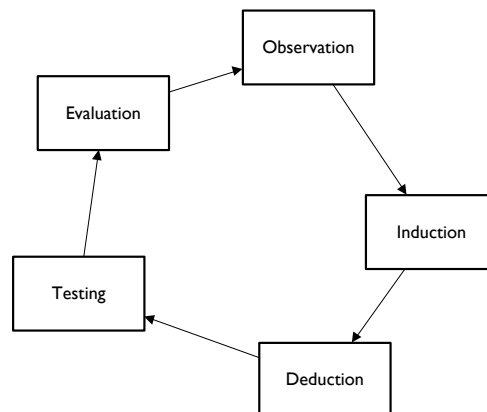 Observation
Evaluation
Induction
Testing
Deduction